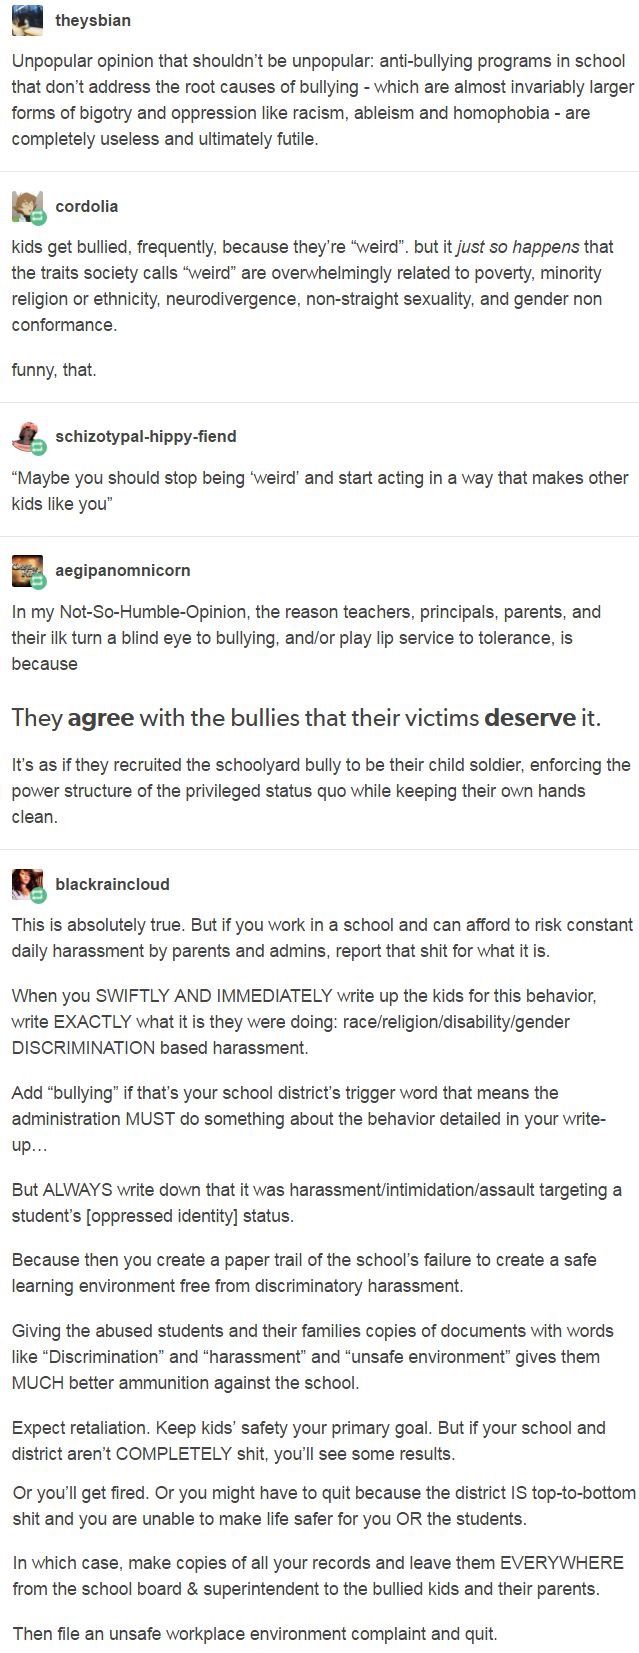 theysbian
Unpopular opinion that shouldn't be unpopular: anti-bullying programs in school
that don't address the root causes of bullying - which are almost invariably larger
forms of bigotry and oppression like racism, ableism and homophobia - are
completely useless and ultimately futile.
cordolia
kids get bullied, frequently, because they're "weird". but it just so happens that
the traits society calls "weird" are overwhelmingly related to poverty, minority
religion or ethnicity, neurodivergence, non-straight sexuality, and gender non
conformance.
funny, that.
schizotypal-hippy-fiend
"Maybe you should stop being 'weird' and start acting in a way that makes other
kids like you"
aegipanomnicorn
In my Not-So-Humble-Opinion, the reason teachers, principals, parents, and
their ilk turn a blind eye to bullying, and/or play lip service to tolerance, is
because
They agree with the bullies that their victims deserve it.
It's as if they recruited the schoolyard bully to be their child soldier, enforcing the
power structure of the privileged status quo while keeping their own hands
clean.
blackraincloud
This is absolutely true. But if you work in a school and can afford to risk constant
daily harassment by parents and admins, report that shit for what it is.
When you SWIFTLY AND IMMEDIATELY write up the kids for this behavior,
write EXACTLY what it is they were doing: race/religion/disability/gender
DISCRIMINATION based harassment.
Add "bullying" if that's your school district's trigger word that means the
administration MUST do something about the behavior detailed in your write-
up…
But ALWAYS write down that it was harassment/intimidation/assault targeting a
student's [oppressed identity] status.
Because then you create a paper trail of the school's failure to create a safe
learning environment free from discriminatory harassment.
Giving the abused students and their families copies of documents with words
like "Discrimination" and "harassment" and "unsafe environment" gives them
MUCH better ammunition against the school.
Expect retaliation. Keep kids' safety your primary goal. But if your school and
district aren't COMPLETELY shit, you'll see some results.
Or you'll get fired. Or you might have to quit because the district IS top-to-bottom
shit and you are unable to make life safer for you OR the students.
In which case, make copies of all your records and leave them EVERYWHERE
from the school board & superintendent to the bullied kids and their parents.
Then file an unsafe workplace environment complaint and quit.